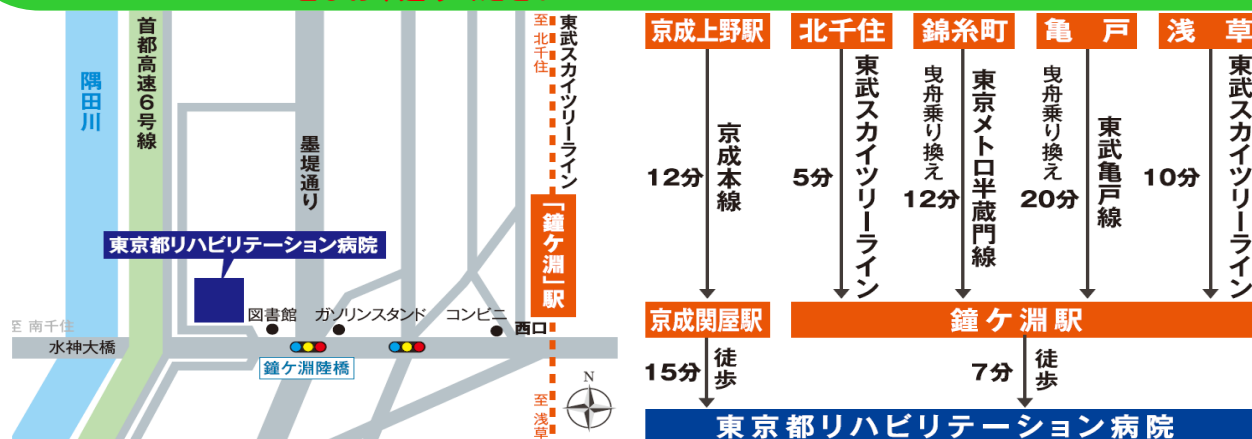 首都高速6号線
隅田川
墨堤通り
至 北千住
東武スカイツリーライン
「鐘ケ淵」駅
東京都リハビリテーション病院
図書館
ガソリンスタンド
コンビニ
西口
至 南千住
水神大橋
鐘ケ淵陸橋
至 浅草
N
京成上野駅
北千住
錦糸町
亀戸
浅草
12分
京成本線
5分
東武スカイツリーライン
曳舟乗り換え
12分
東京メトロ半蔵門線
曳舟乗り換え
20分
東武亀戸線
10分
東武スカイツリーライン
京成関屋駅
鐘ケ淵駅
15分
徒歩
7分
徒歩
東京都リハビリテーション病院